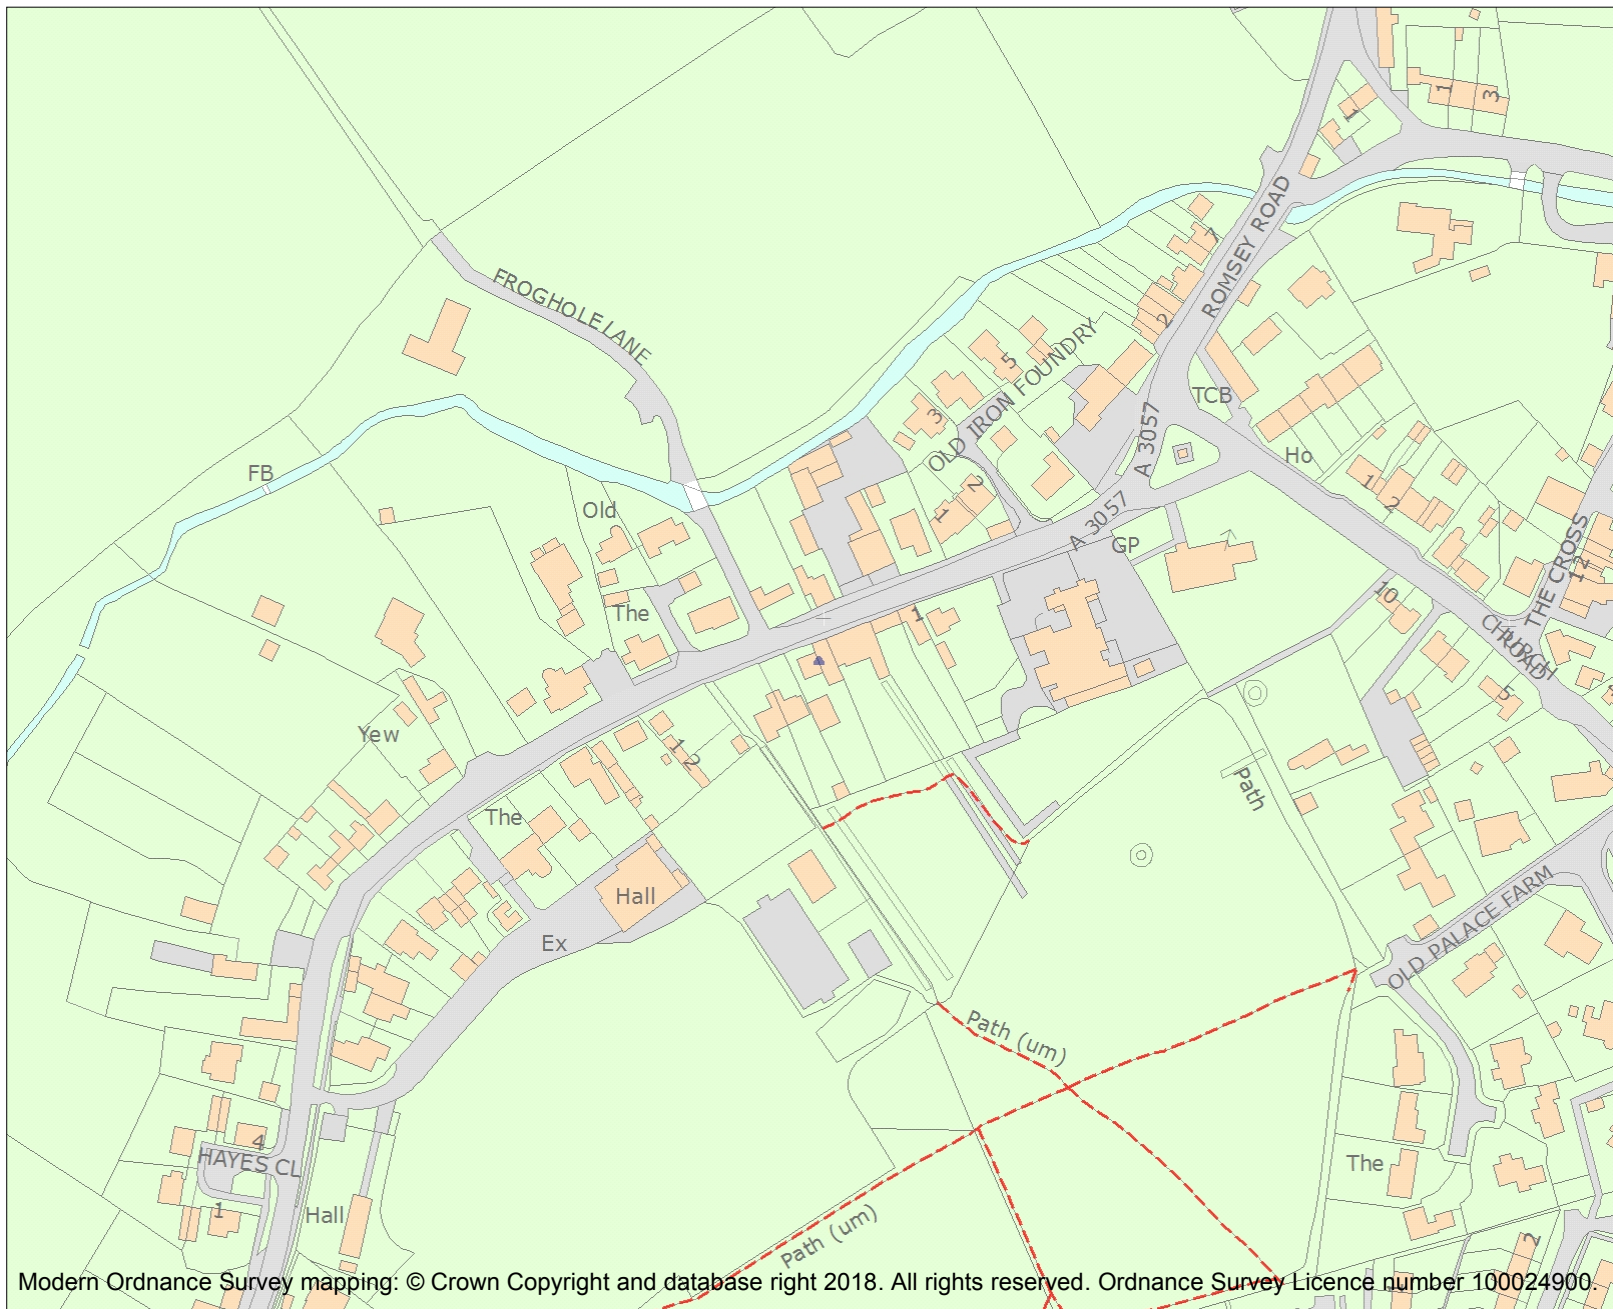 1
3
ROMSEY ROAD
7
FROGHOLE LANE
2
5
OLD IRON FOUNDRY
3
TCB
A 3057
Ho
FB
Old
2
1
A 3057
GP
1
2
THE CROSS
12
10
The
1
CHURCH
ROAD
5
Yew
1
2
Path
The
Hall
Ex
OLD PALACE FARM
Path (um)
4
HAYES CL
The
1
Hall
Path (um)
2
Modern Ordnance Survey mapping: © Crown Copyright and database right 2018. All rights reserved. Ordnance Survey Licence number 100024900.